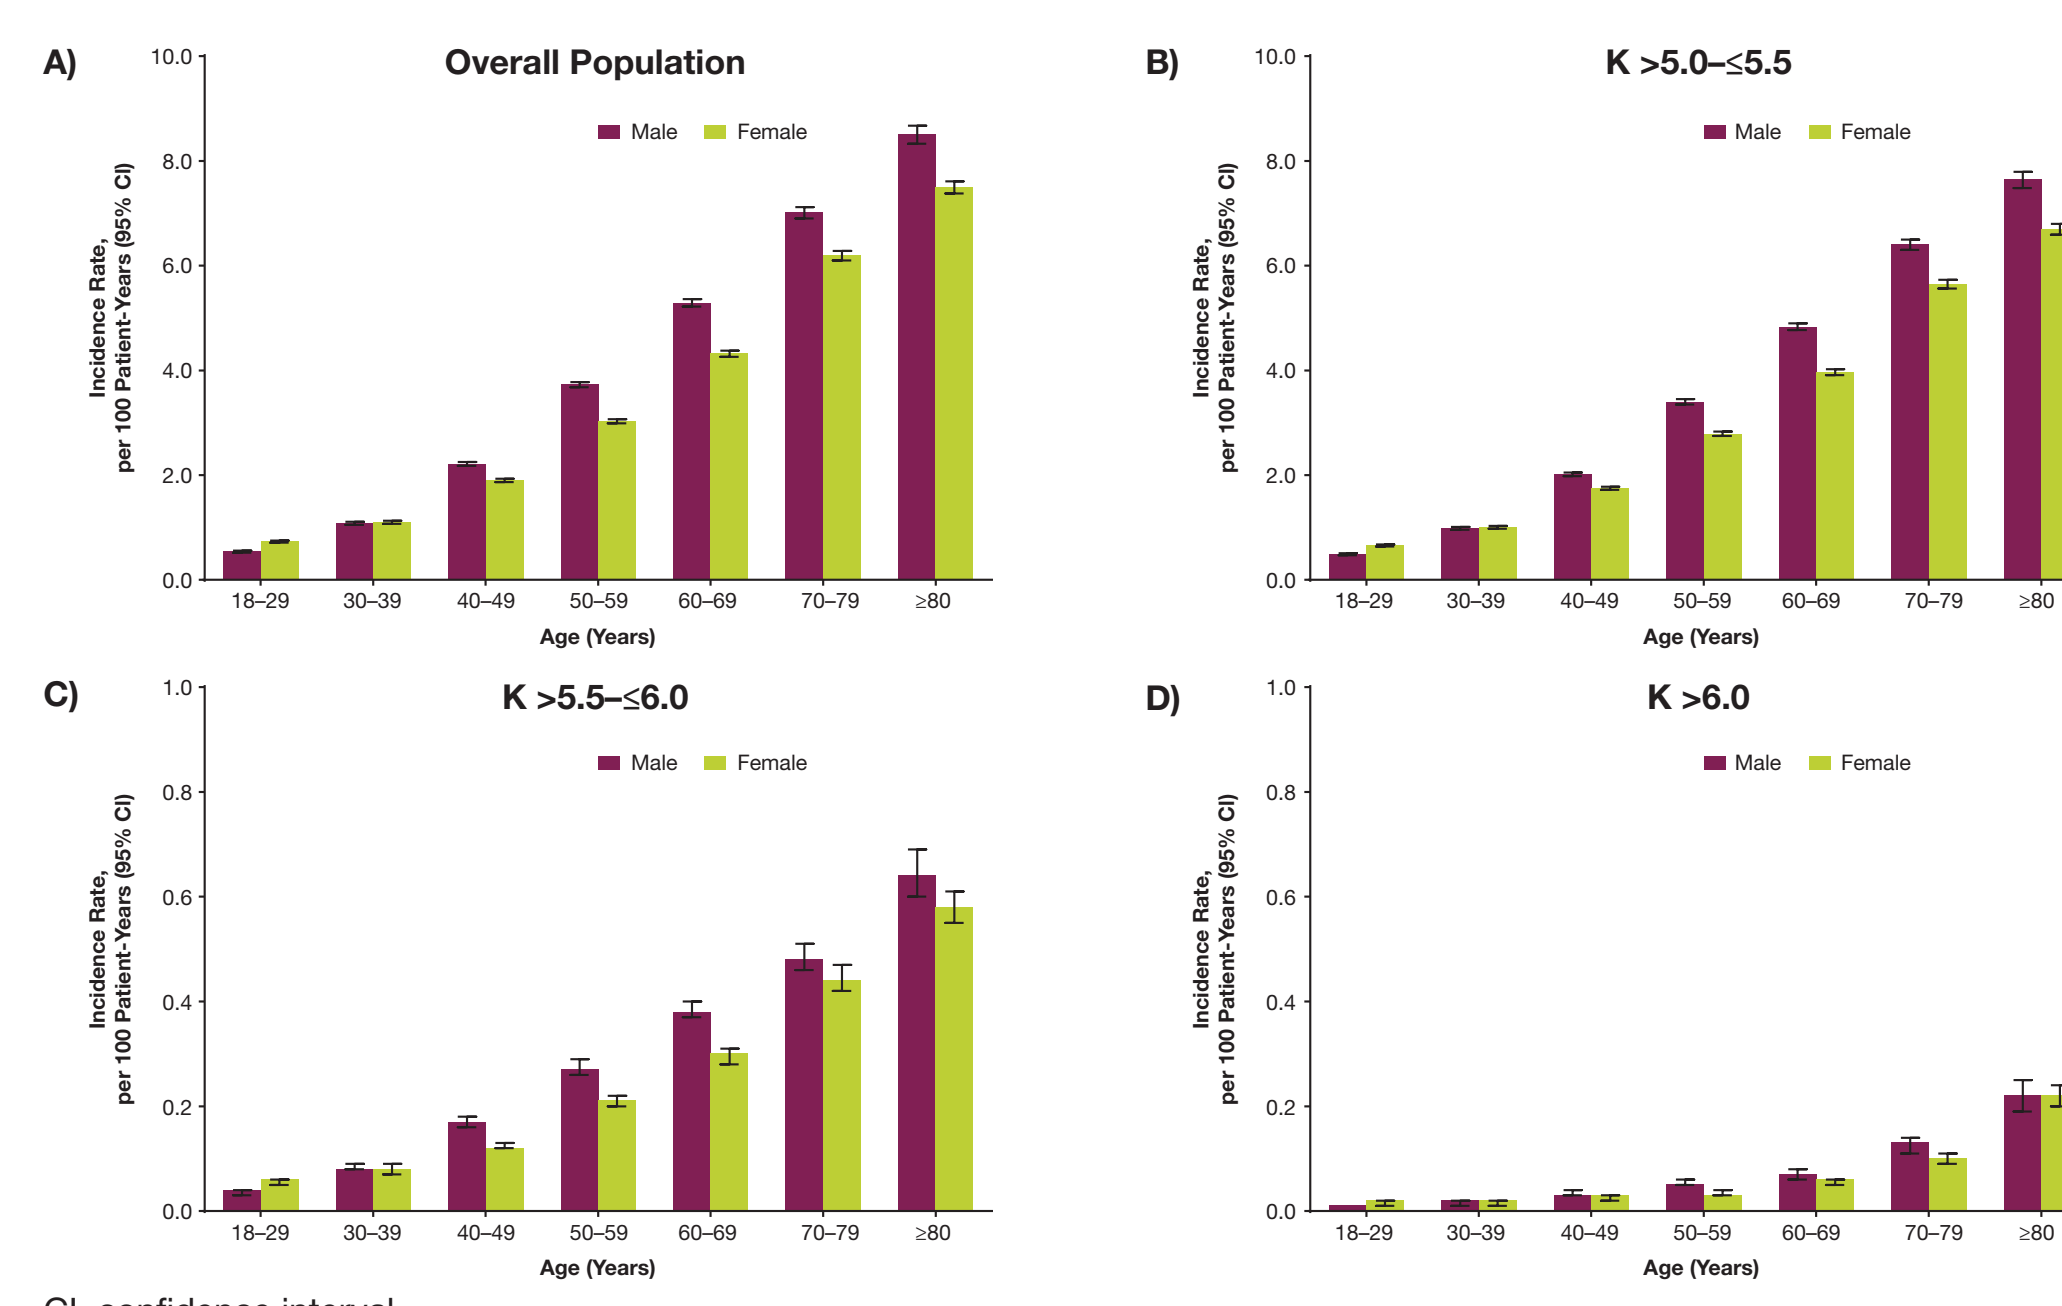 A)
Overall Population
Male Female
Incidence Rate,
per 100 Patient-Years (95% CI)
10.0
8.0
6.0
4.0
2.0
0.0
18–29 30–39 40–49 50–59 60–69 70–79 ≥80
Age (Years)
B)
K >5.0–≤5.5
Male Female
Incidence Rate,
per 100 Patient-Years (95% CI)
10.0
8.0
6.0
4.0
2.0
0.0
18–29 30–39 40–49 50–59 60–69 70–79 ≥80
Age (Years)
C)
K >5.5–≤6.0
Male Female
Incidence Rate,
per 100 Patient-Years (95% CI)
1.0
0.8
0.6
0.4
0.2
0.0
18–29 30–39 40–49 50–59 60–69 70–79 ≥80
Age (Years)
D)
K >6.0
Male Female
Incidence Rate,
per 100 Patient-Years (95% CI)
1.0
0.8
0.6
0.4
0.2
0.0
18–29 30–39 40–49 50–59 60–69 70–79 ≥80
Age (Years)
CI, confidence interval